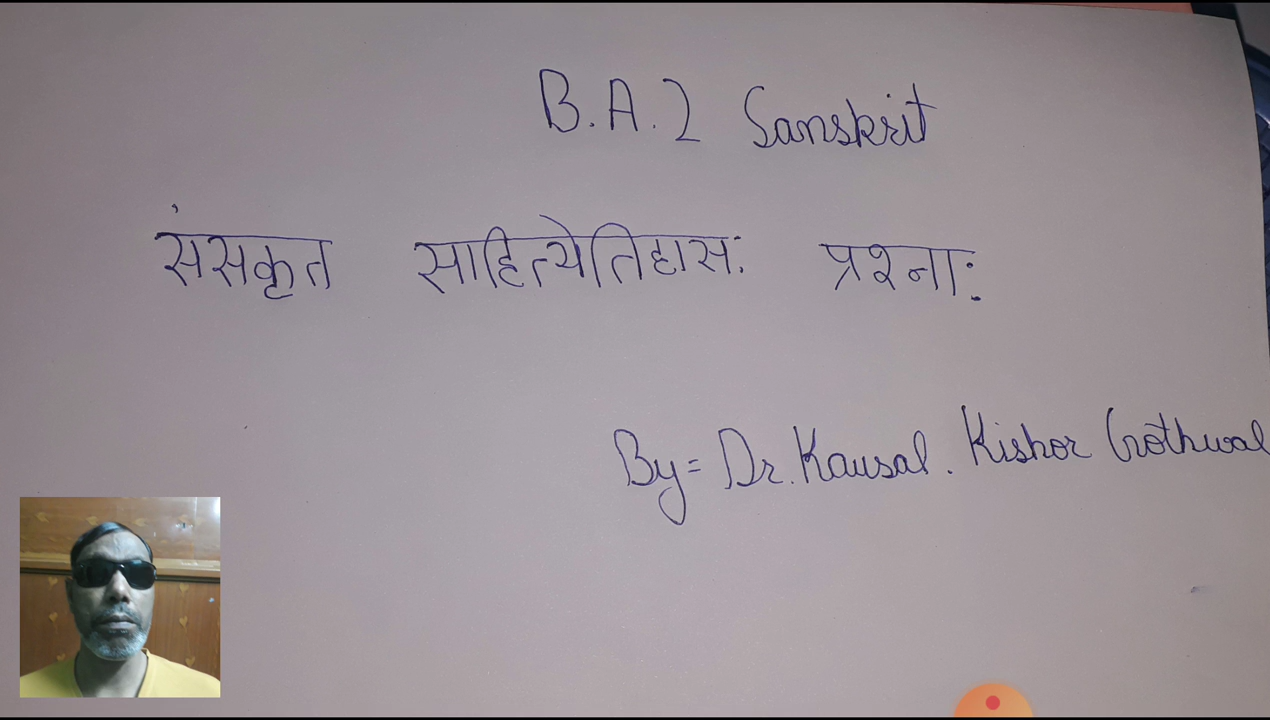 B.A.2 Sanskrit
संसकृत साहित्येतिहास: प्रश्ना:
By= Dr. Kausal. Kishor Gothwal